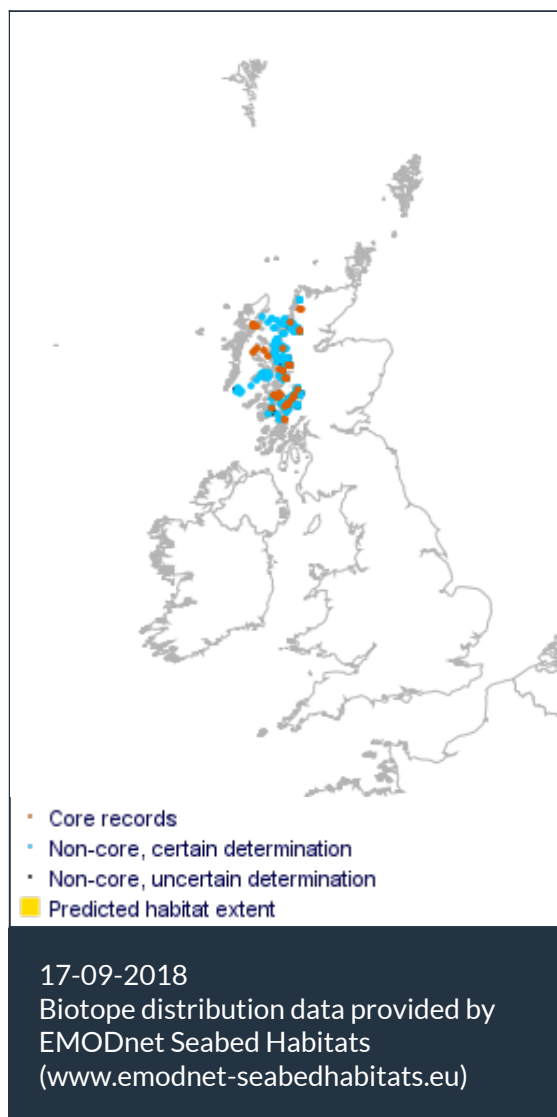 Core records
Non-core, certain determination
Non-core, uncertain determination
Predicted habitat extent
17-09-2018
Biotope distribution data provided by
EMODnet Seabed Habitats
(www.emodnet-seabedhabitats.eu)